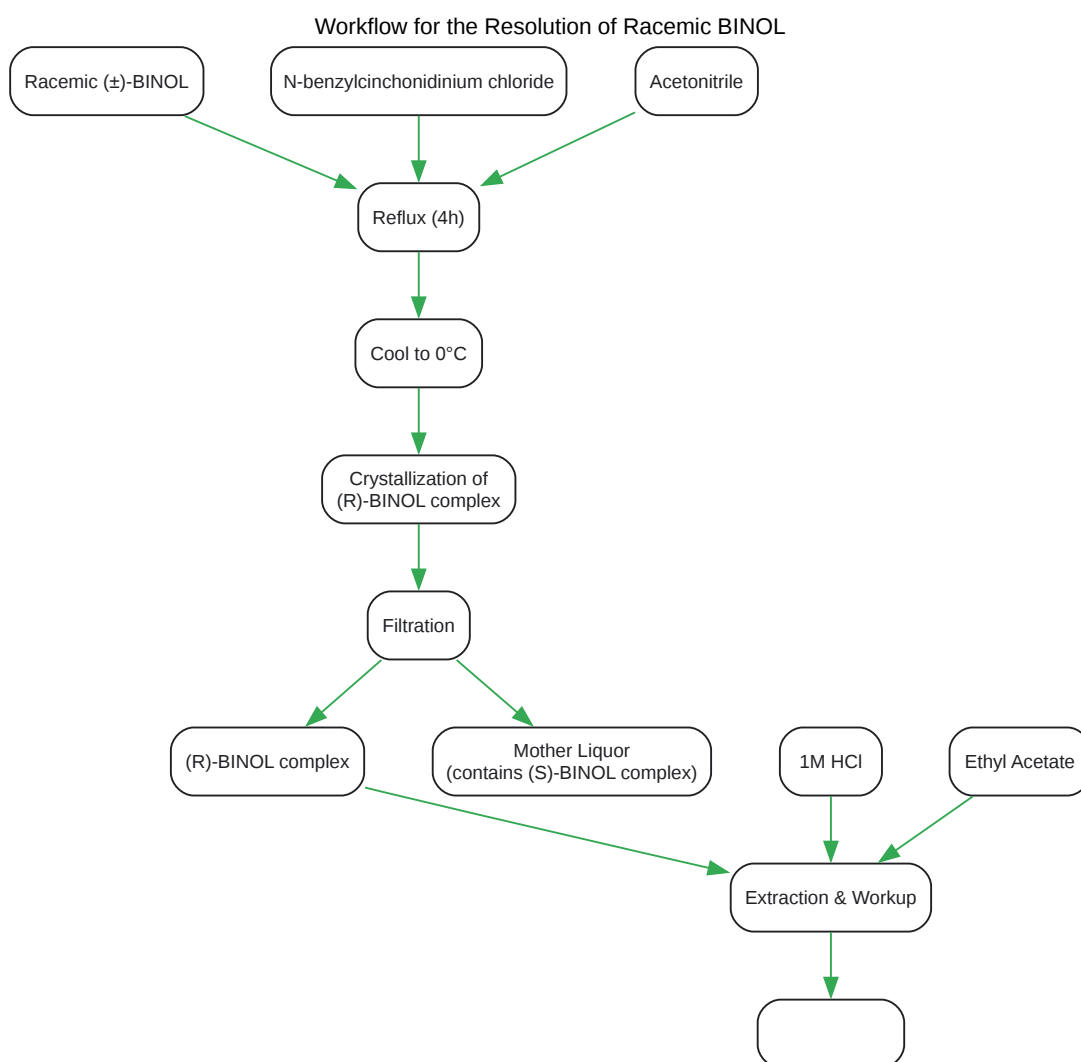 Workflow for the Resolution of Racemic BINOL
Racemic (±)-BINOL
N-benzylcinchonidinium chloride
Acetonitrile
Reflux (4h)
Cool to 0°C
Crystallization of
(R)-BINOL complex
Filtration
(R)-BINOL complex
Mother Liquor
(contains (S)-BINOL complex)
1M HCl
Ethyl Acetate
Extraction & Workup